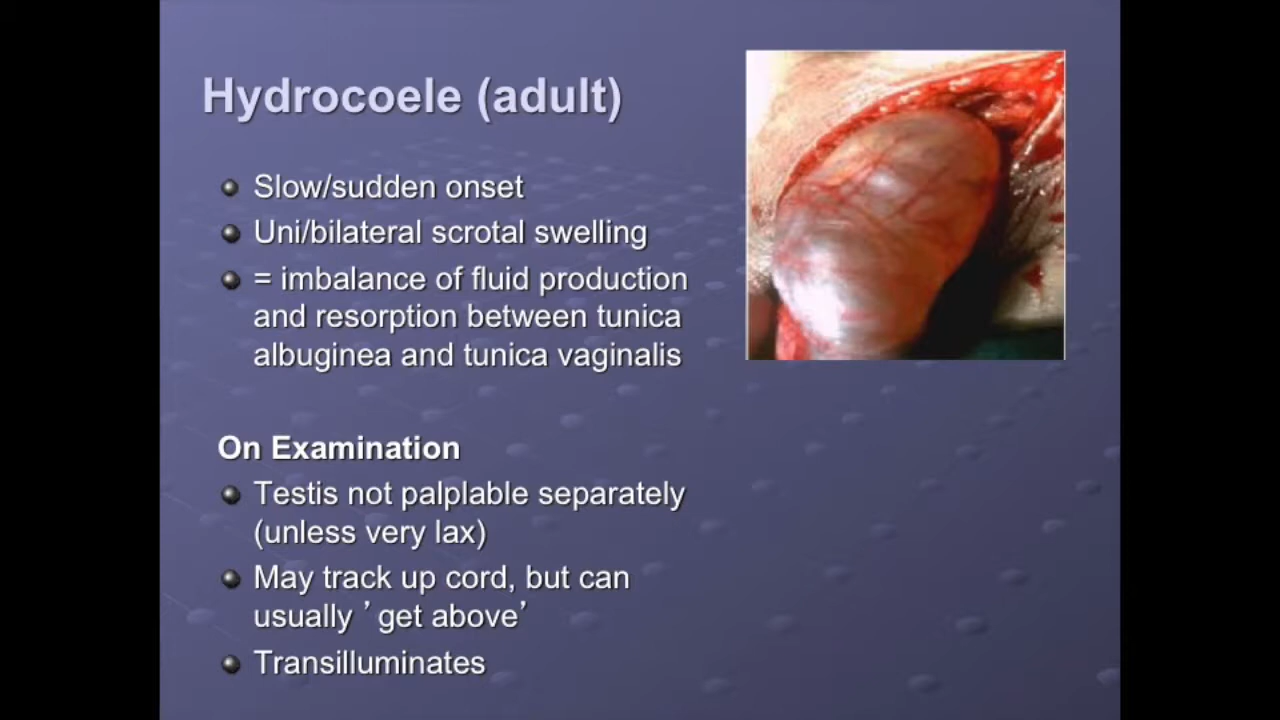 Hydrocoele (adult)
Slow/sudden onset
Uni/bilateral scrotal swelling
= imbalance of fluid production
and resorption between tunica
albuginea and tunica vaginalis
On Examination
Testis not palplable separately
(unless very lax)
May track up cord, but can
usually ’get above’
Transilluminates